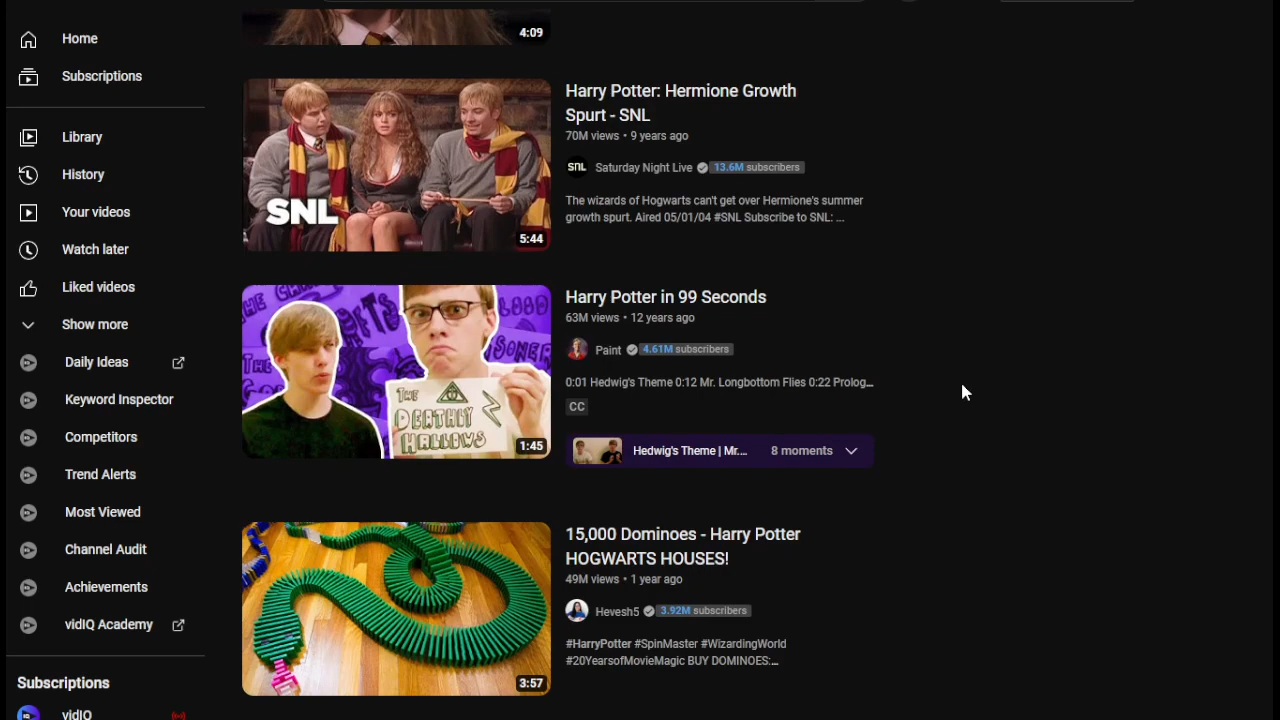 Home
Subscriptions
Library
History
Your videos
Watch later
Liked videos
Show more
Daily Ideas
Keyword Inspector
Competitors
Trend Alerts
Most Viewed
Channel Audit
Achievements
vidIQ Academy
Subscriptions
vidIQ
4:09
SNL
5:44
Harry Potter: Hermione Growth
Spurt - SNL
70M views • 9 years ago
SNL Saturday Night Live 13.6M subscribers
The wizards of Hogwarts can't get over Hermione's summer
growth spurt. Aired 05/01/04 #SNL Subscribe to SNL: ...
THE
DEATHLY
HALLOWS
1:45
Harry Potter in 99 Seconds
63M views • 12 years ago
Paint 4.61M subscribers
0:01 Hedwig's Theme 0:12 Mr. Longbottom Flies 0:22 Prolog...
CC
Hedwig's Theme | Mr.... 8 moments
3:57
15,000 Dominoes - Harry Potter
HOGWARTS HOUSES!
49M views • 1 year ago
Hevesh5 3.92M subscribers
#HarryPotter #SpinMaster #WizardingWorld
#20YearsofMovieMagic BUY DOMINOES:...